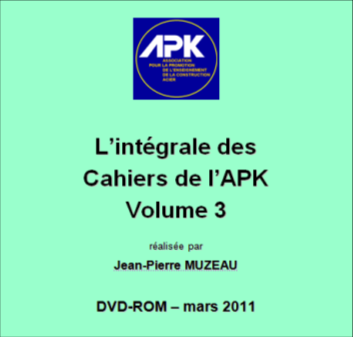 APK
ASSOCIATION
POUR LA PROMOTION
DE L'ENSEIGNEMENT
DE LA CONSTRUCTION
ACIER
L'intégrale des
Cahiers de l'APK
Volume 3
réalisée par
Jean-Pierre MUZEAU
DVD-ROM – mars 2011